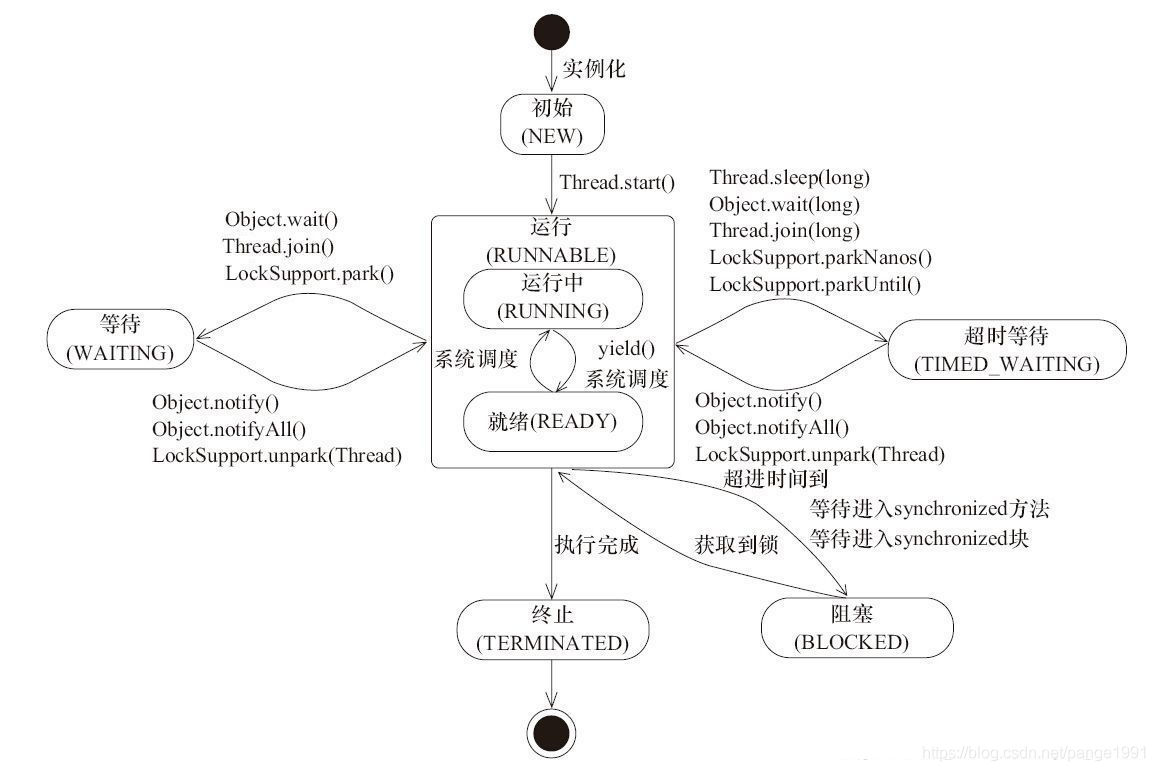 实例化
初始
(NEW)
Thread.start()
Object.wait()
Thread.join()
LockSupport.park()
Thread.sleep(long)
Object.wait(long)
Thread.join(long)
LockSupport.parkNanos()
LockSupport.parkUntil()
运行
(RUNNABLE)
运行中
(RUNNING)
等待
(WAITING)
系统调度
yield()
系统调度
超时等待
(TIMED_WAITING)
就绪(READY)
Object.notify()
Object.notifyAll()
LockSupport.unpark(Thread)
Object.notify()
Object.notifyAll()
LockSupport.unpark(Thread)
超进时间到
等待进入synchronized方法
等待进入synchronized块
执行完成
获取到锁
终止
(TERMINATED)
阻塞
(BLOCKED)
https://blog.csdn.net/pange1991